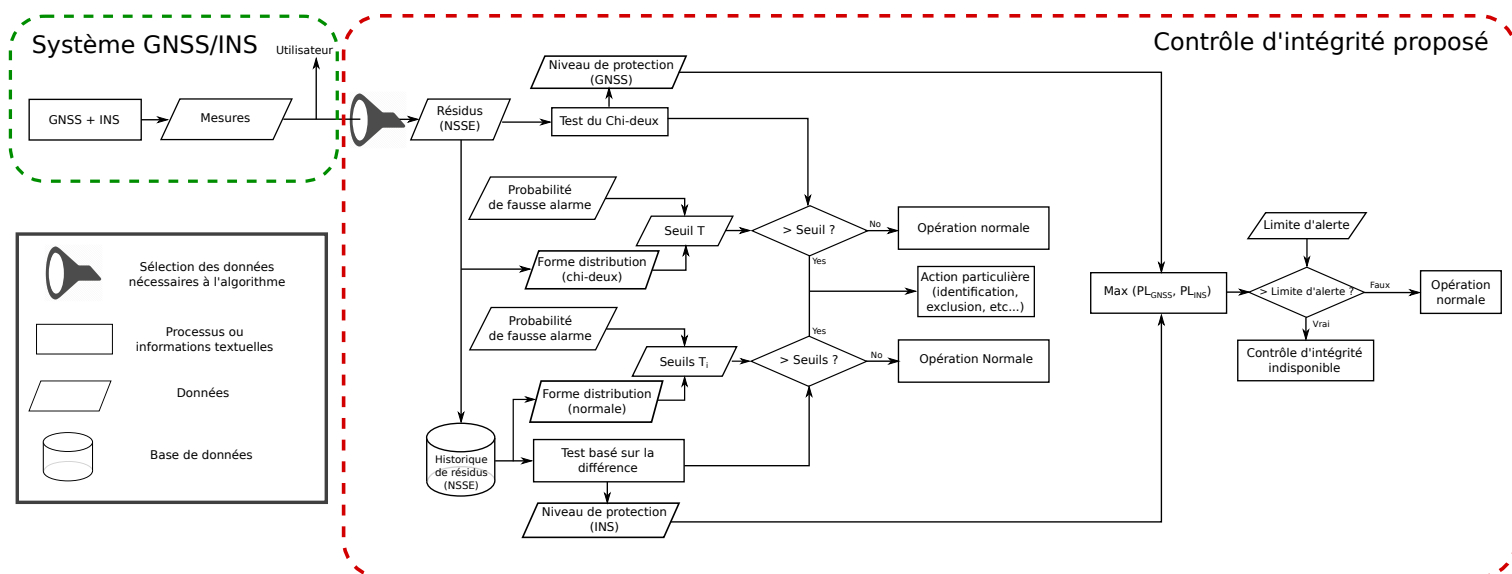 Système GNSS/INS
Utilisateur
GNSS + INS
Mesures
Contrôle d'intégrité proposé
Niveau de protection
(GNSS)
Résidus
(NSSE)
Test du Chi-deux
Probabilité
de fausse alarme
Seuil T
> Seuil ?
No
Opération normale
Yes
Forme distribution
(chi-deux)
Action particulière
(identification,
exclusion, etc...)
Probabilité
de fausse alarme
Yes
Seuils Ti
> Seuils ?
No
Opération Normale
Forme distribution
(normale)
Historique
de résidus
(NSSE)
Test basé sur la
différence
Niveau de protection
(INS)
Limite d'alerte
Max (PLGNSS, PLINS)
> Limite d'alerte ?
Faux
Opération
normale
Vrai
Contrôle d'intégrité
indisponible
Sélection des données
nécessaires à l'algorithme
Processus ou
informations textuelles
Données
Base de données